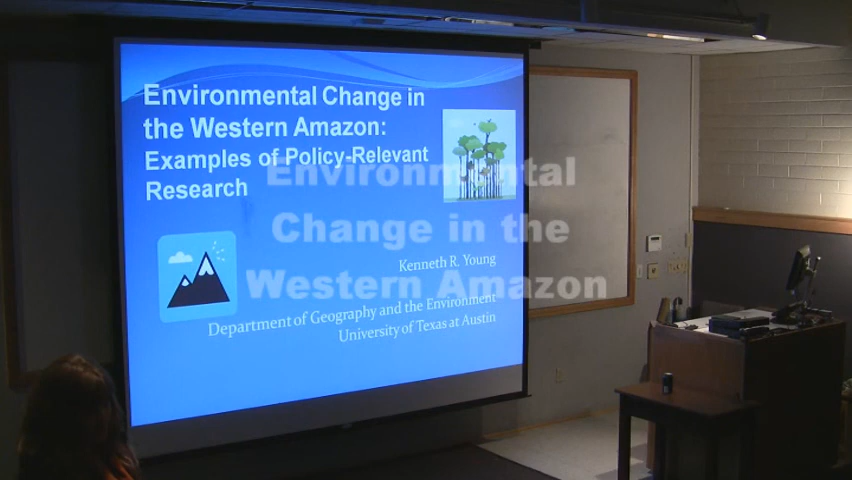 Environmental Change in
the Western Amazon:
Examples of Policy-Relevant
Research
Kenneth R. Young
Department of Geography and the Environment
University of Texas at Austin
Environmental
Change in the
Western Amazon